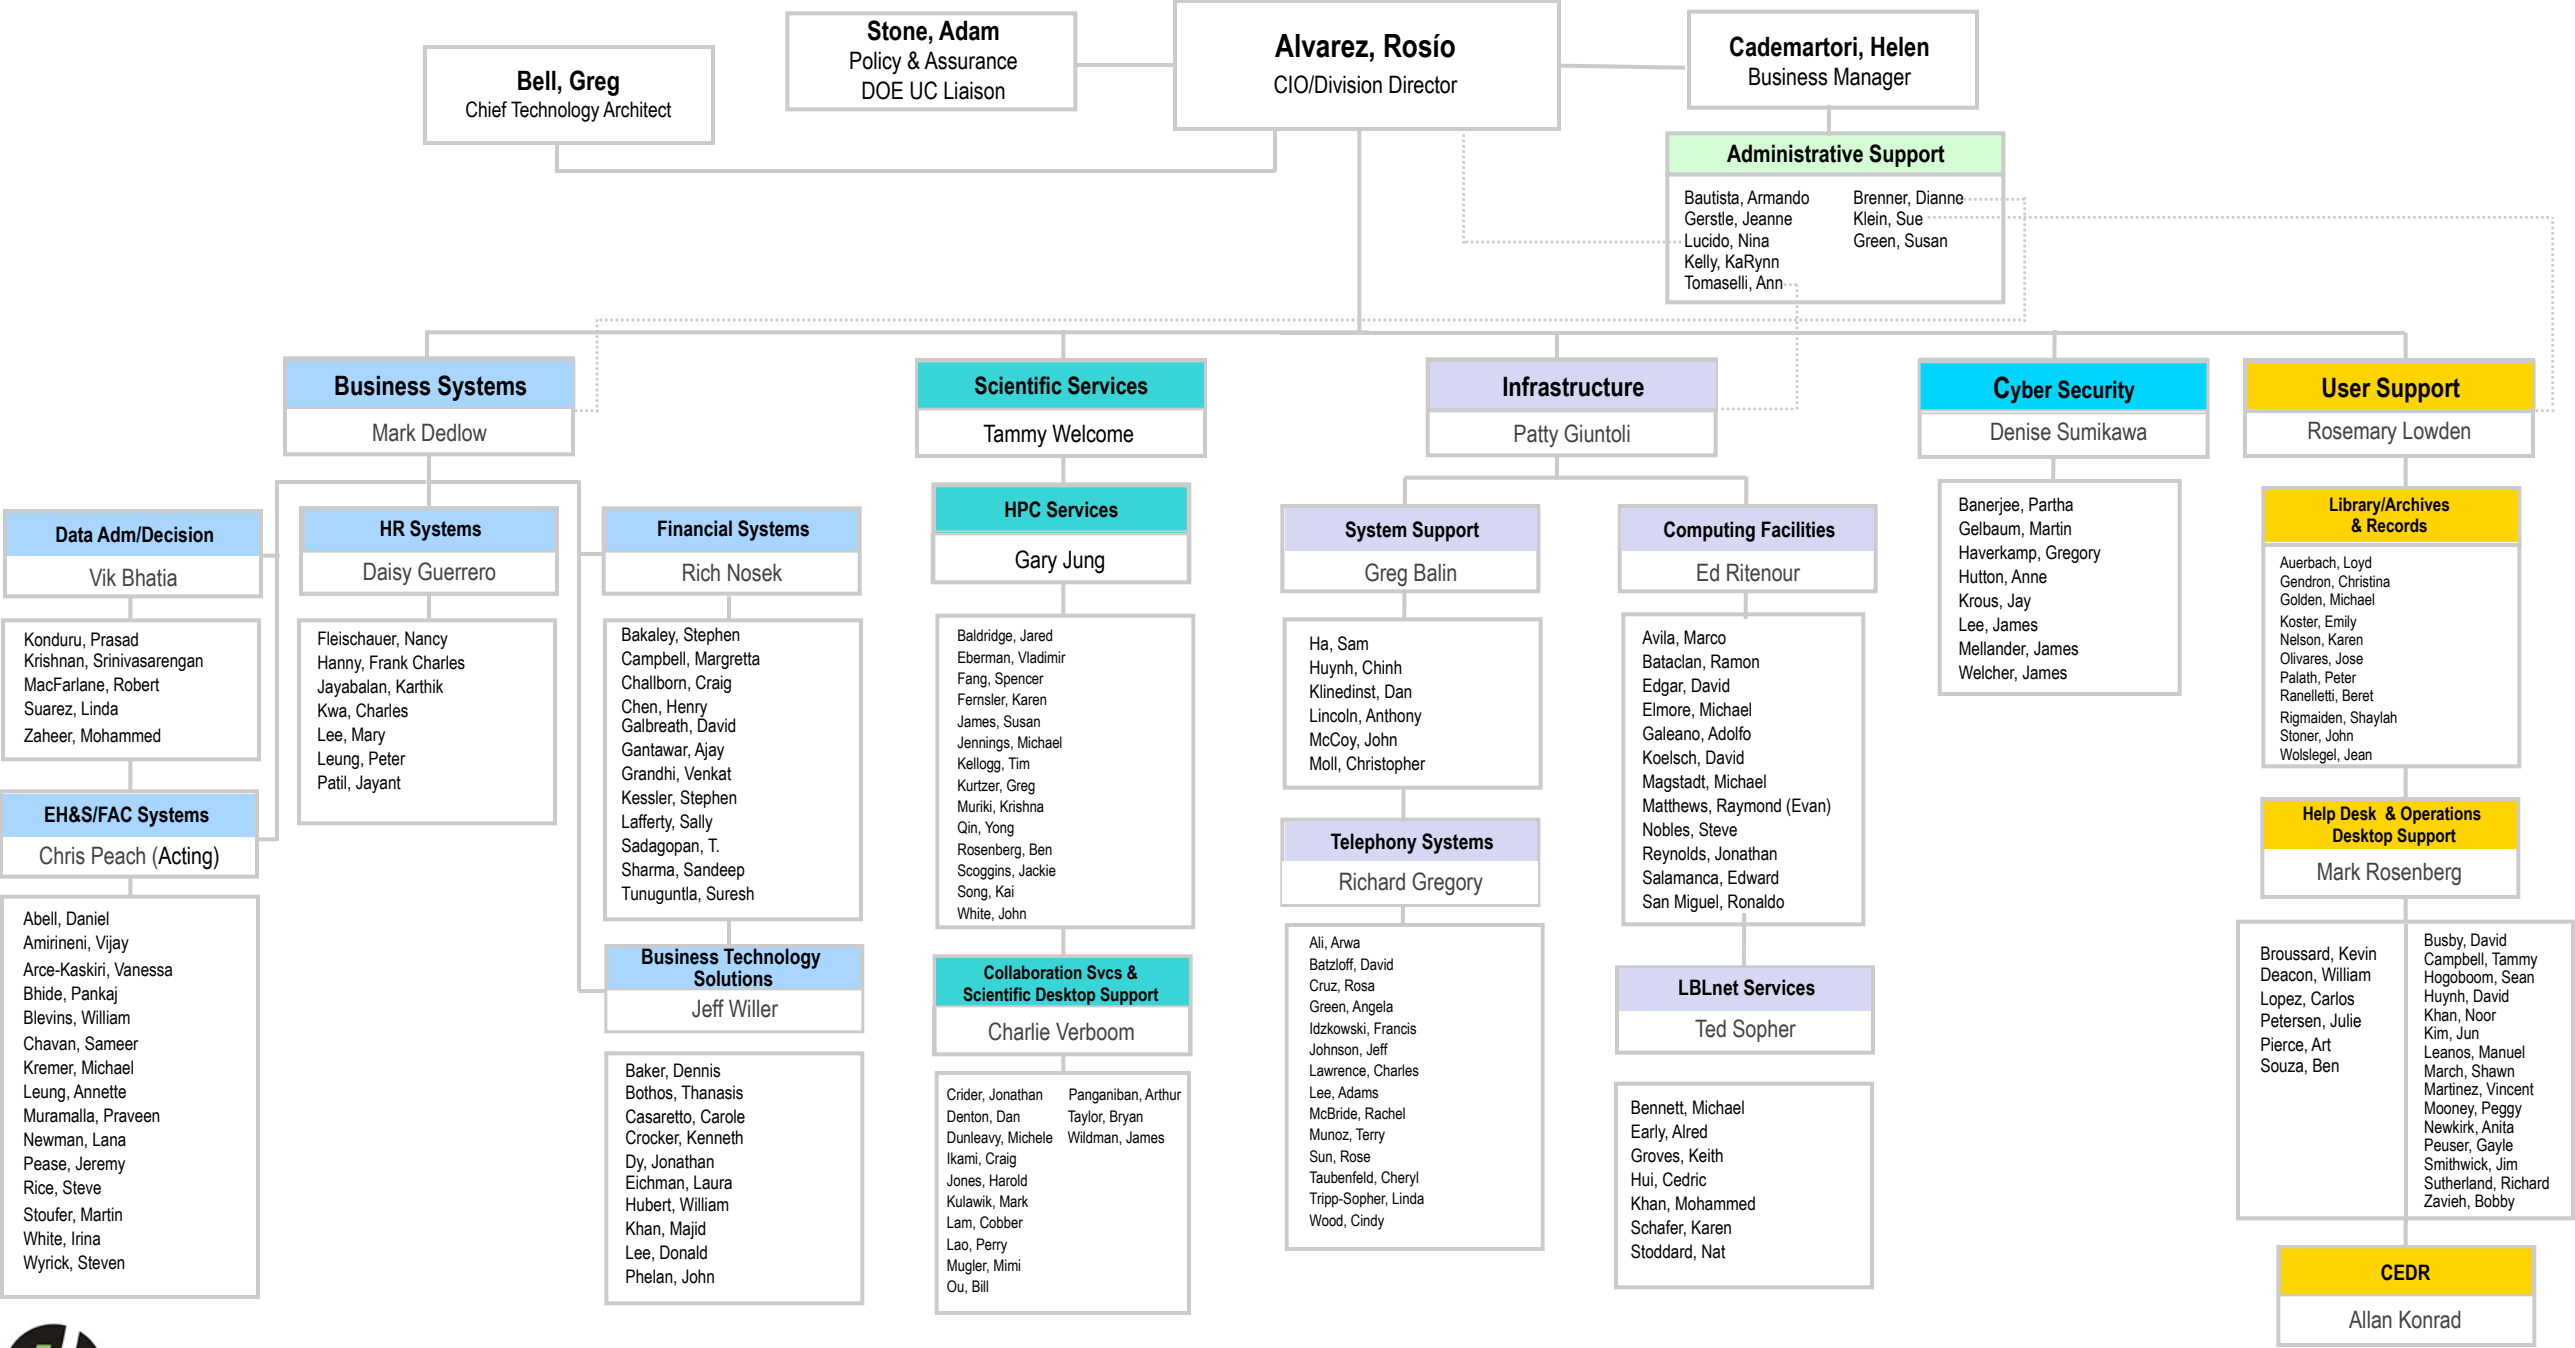 Bell, Greg
Chief Technology Architect
Stone, Adam
Policy & Assurance
DOE UC Liaison
Alvarez, Rosío
CIO/Division Director
Cademartori, Helen
Business Manager
Administrative Support
Bautista, Armando
Gerstle, Jeanne
Lucido, Nina
Kelly, KaRynn
Tomaselli, Ann
Brenner, Dianne
Klein, Sue
Green, Susan
Business Systems
Mark Dedlow
Data Adm/Decision
Vik Bhatia
Konduru, Prasad
Krishnan, Srinivasarengan
MacFarlane, Robert
Suarez, Linda
Zaheer, Mohammed
EH&S/FAC Systems
Chris Peach (Acting)
Abell, Daniel
Amirineni, Vijay
Arce-Kaskiri, Vanessa
Bhide, Pankaj
Blevins, William
Chavan, Sameer
Kremer, Michael
Leung, Annette
Muramalla, Praveen
Newman, Lana
Pease, Jeremy
Rice, Steve
Stoufer, Martin
White, Irina
Wyrick, Steven
HR Systems
Daisy Guerrero
Fleischauer, Nancy
Hanny, Frank Charles
Jayabalan, Karthik
Kwa, Charles
Lee, Mary
Leung, Peter
Patil, Jayant
Financial Systems
Rich Nosek
Bakaley, Stephen
Campbell, Margretta
Challborn, Craig
Chen, Henry
Galbreath, David
Gantawar, Ajay
Grandhi, Venkat
Kessler, Stephen
Lafferty, Sally
Sadagopan, T.
Sharma, Sandeep
Tunuguntla, Suresh
Business Technology
Solutions
Jeff Willer
Baker, Dennis
Bothos, Thanasis
Casaretto, Carole
Crocker, Kenneth
Dy, Jonathan
Eichman, Laura
Hubert, William
Khan, Majid
Lee, Donald
Phelan, John
Scientific Services
Tammy Welcome
HPC Services
Gary Jung
Baldridge, Jared
Eberman, Vladimir
Fang, Spencer
Fernsler, Karen
James, Susan
Jennings, Michael
Kellogg, Tim
Kurtzer, Greg
Muriki, Krishna
Qin, Yong
Rosenberg, Ben
Scoggins, Jackie
Song, Kai
White, John
Collaboration Svcs &
Scientific Desktop Support
Charlie Verboom
Crider, Jonathan
Denton, Dan
Dunleavy, Michele
Ikami, Craig
Jones, Harold
Kulawik, Mark
Lam, Cobber
Lao, Perry
Mugler, Mimi
Ou, Bill
Panganiban, Arthur
Taylor, Bryan
Wildman, James
Infrastructure
Patty Giuntoli
System Support
Greg Balin
Ha, Sam
Huynh, Chinh
Klinedinst, Dan
Lincoln, Anthony
McCoy, John
Moll, Christopher
Telephony Systems
Richard Gregory
Ali, Arwa
Batzloff, David
Cruz, Rosa
Green, Angela
Idzkowski, Francis
Johnson, Jeff
Lawrence, Charles
Lee, Adams
McBride, Rachel
Munoz, Terry
Sun, Rose
Taubenfeld, Cheryl
Tripp-Sopher, Linda
Wood, Cindy
Computing Facilities
Ed Ritenour
Avila, Marco
Bataclan, Ramon
Edgar, David
Elmore, Michael
Galeano, Adolfo
Koelsch, David
Magstadt, Michael
Matthews, Raymond (Evan)
Nobles, Steve
Reynolds, Jonathan
Salamanca, Edward
San Miguel, Ronaldo
LBLnet Services
Ted Sopher
Bennett, Michael
Early, Alred
Groves, Keith
Hui, Cedric
Khan, Mohammed
Schafer, Karen
Stoddard, Nat
Cyber Security
Denise Sumikawa
Banerjee, Partha
Gelbaum, Martin
Haverkamp, Gregory
Hutton, Anne
Krous, Jay
Lee, James
Mellander, James
Welcher, James
User Support
Rosemary Lowden
Library/Archives
& Records
Auerbach, Loyd
Gendron, Christina
Golden, Michael
Koster, Emily
Nelson, Karen
Olivares, Jose
Palath, Peter
Ranelletti, Beret
Rigmaiden, Shaylah
Stoner, John
Wolslegel, Jean
Help Desk & Operations
Desktop Support
Mark Rosenberg
Broussard, Kevin
Deacon, William
Lopez, Carlos
Petersen, Julie
Pierce, Art
Souza, Ben
Busby, David
Campbell, Tammy
Hogoboom, Sean
Huynh, David
Khan, Noor
Kim, Jun
Leanos, Manuel
March, Shawn
Martinez, Vincent
Mooney, Peggy
Newkirk, Anita
Peuser, Gayle
Smithwick, Jim
Sutherland, Richard
Zavieh, Bobby
CEDR
Allan Konrad